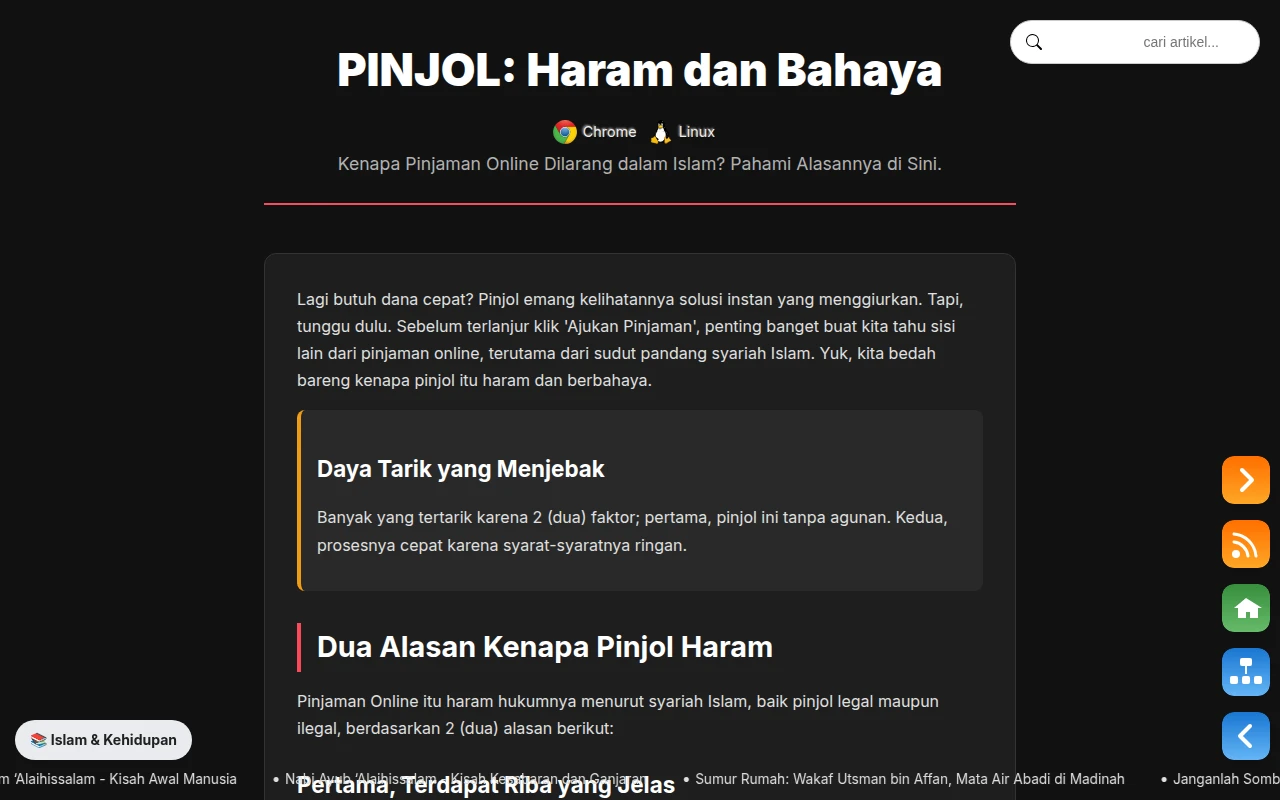 cari artikel...
PINJOL: Haram dan Bahaya
Chrome Linux
Kenapa Pinjaman Online Dilarang dalam Islam? Pahami Alasannya di Sini.
Lagi butuh dana cepat? Pinjol emang kelihatannya solusi instan yang menggiurkan. Tapi,
tunggu dulu. Sebelum terlanjur klik 'Ajukan Pinjaman', penting banget buat kita tahu sisi
lain dari pinjaman online, terutama dari sudut pandang syariah Islam. Yuk, kita bedah
bareng kenapa pinjol itu haram dan berbahaya.
Daya Tarik yang Menjebak
Banyak yang tertarik karena 2 (dua) faktor; pertama, pinjol ini tanpa agunan. Kedua,
prosesnya cepat karena syarat-syaratnya ringan.
Dua Alasan Kenapa Pinjol Haram
Pinjaman Online itu haram hukumnya menurut syariah Islam, baik pinjol legal maupun
ilegal, berdasarkan 2 (dua) alasan berikut:
Pertama, Terdapat Riba yang Jelas
📚 Islam & Kehidupan
m ‘Alaihissalam - Kisah Awal Manusia • Nabi Ayub ‘Alaihissalam - Kisah Kesabaran dan Ganjaran • Sumur Rumah: Wakaf Utsman bin Affan, Mata Air Abadi di Madinah • Janganlah Somb